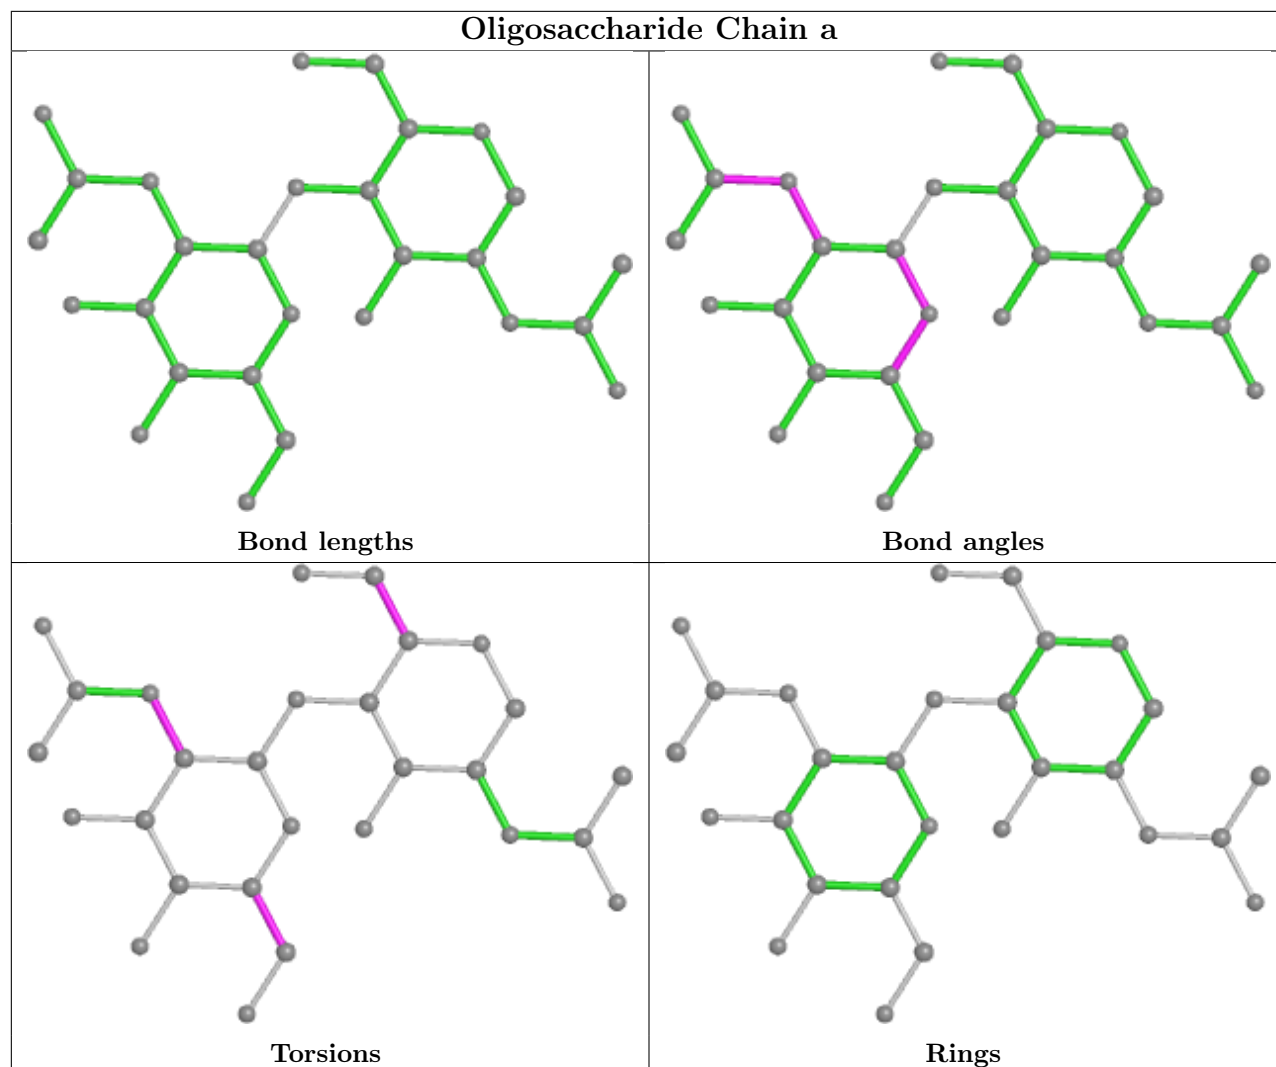 Oligosaccharide Chain a
Bond lengths
Bond angles
Torsions
Rings